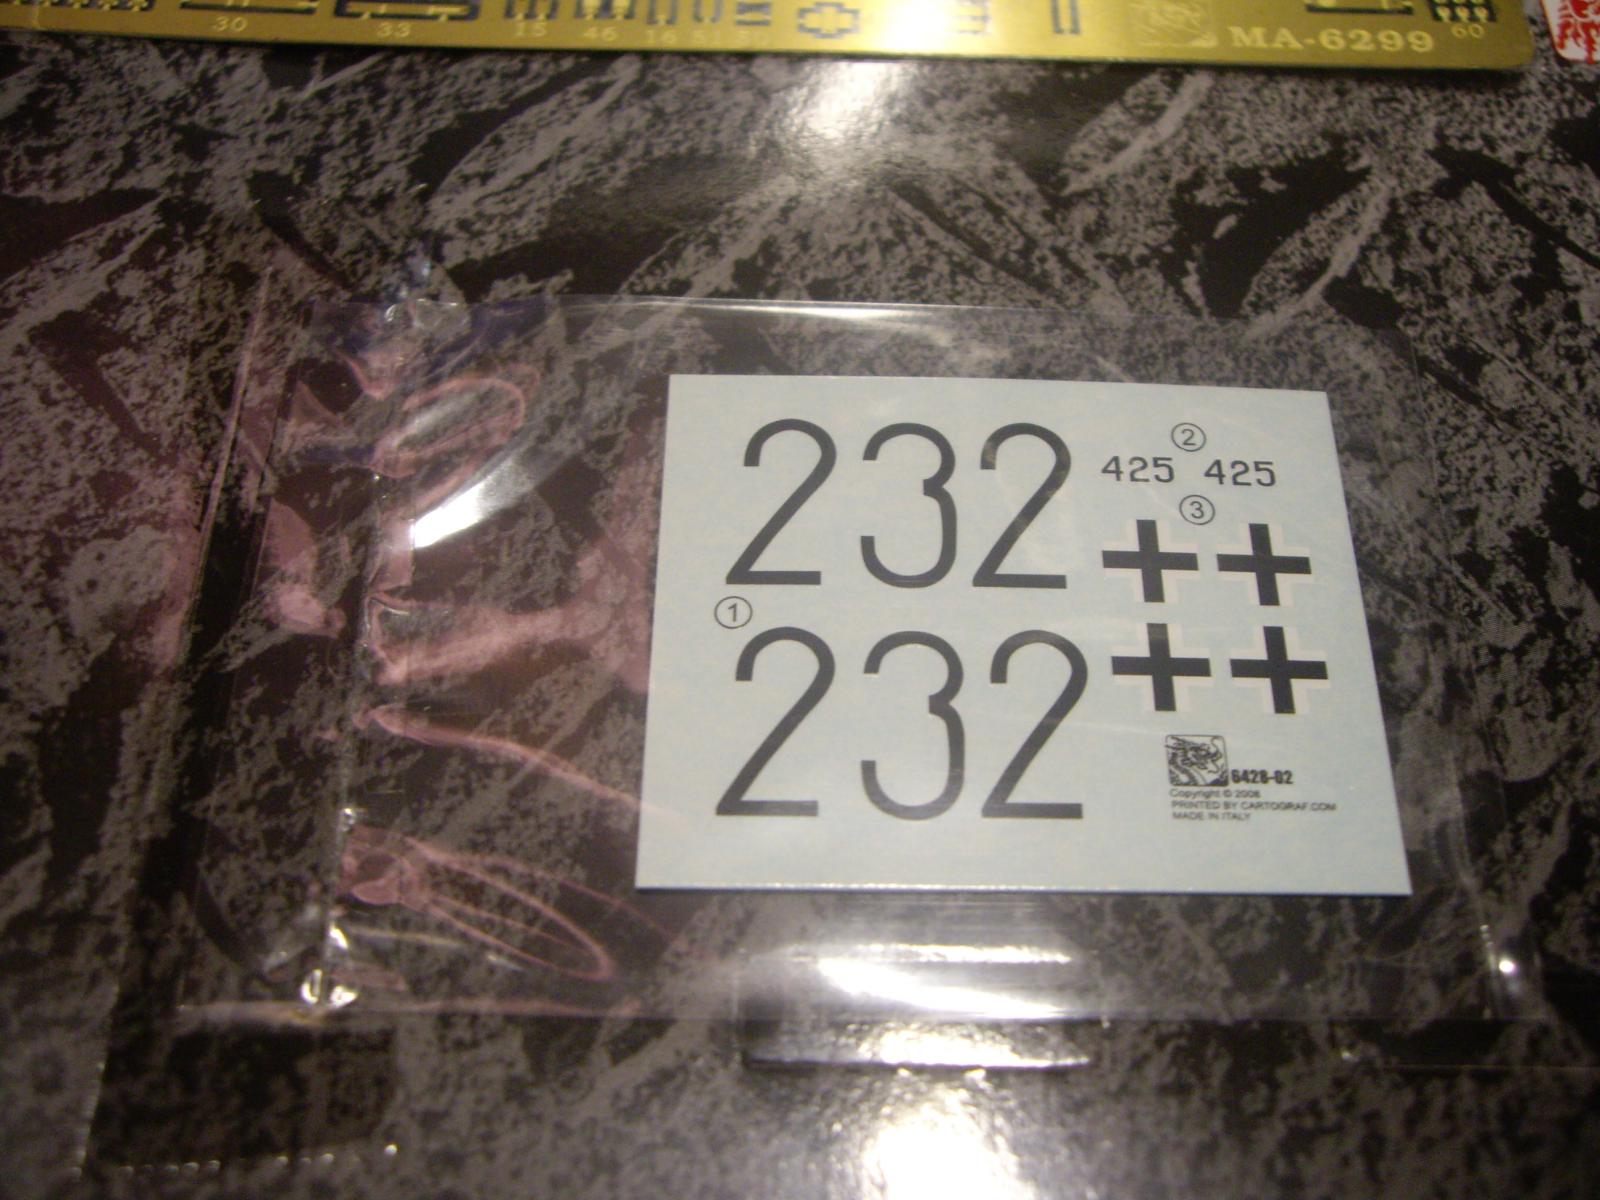 30 33 15 46 16 51
MA-6299
60
232
2
425 425
3
1
232
6428-02
Copyright © 2008
PRINTED BY CARTOGRAF.COM
MADE IN ITALY